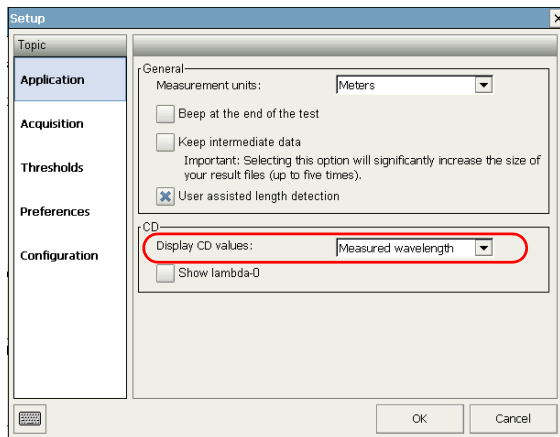 Setup
Topic
Application
Acquisition
Thresholds
Preferences
Configuration
General
Measurement units: Meters
Beep at the end of the test
Keep intermediate data
Important: Selecting this option will significantly increase the size of
your result files (up to five times).
User assisted length detection
CD
Display CD values: Measured wavelength
Show lambda-0
OK Cancel